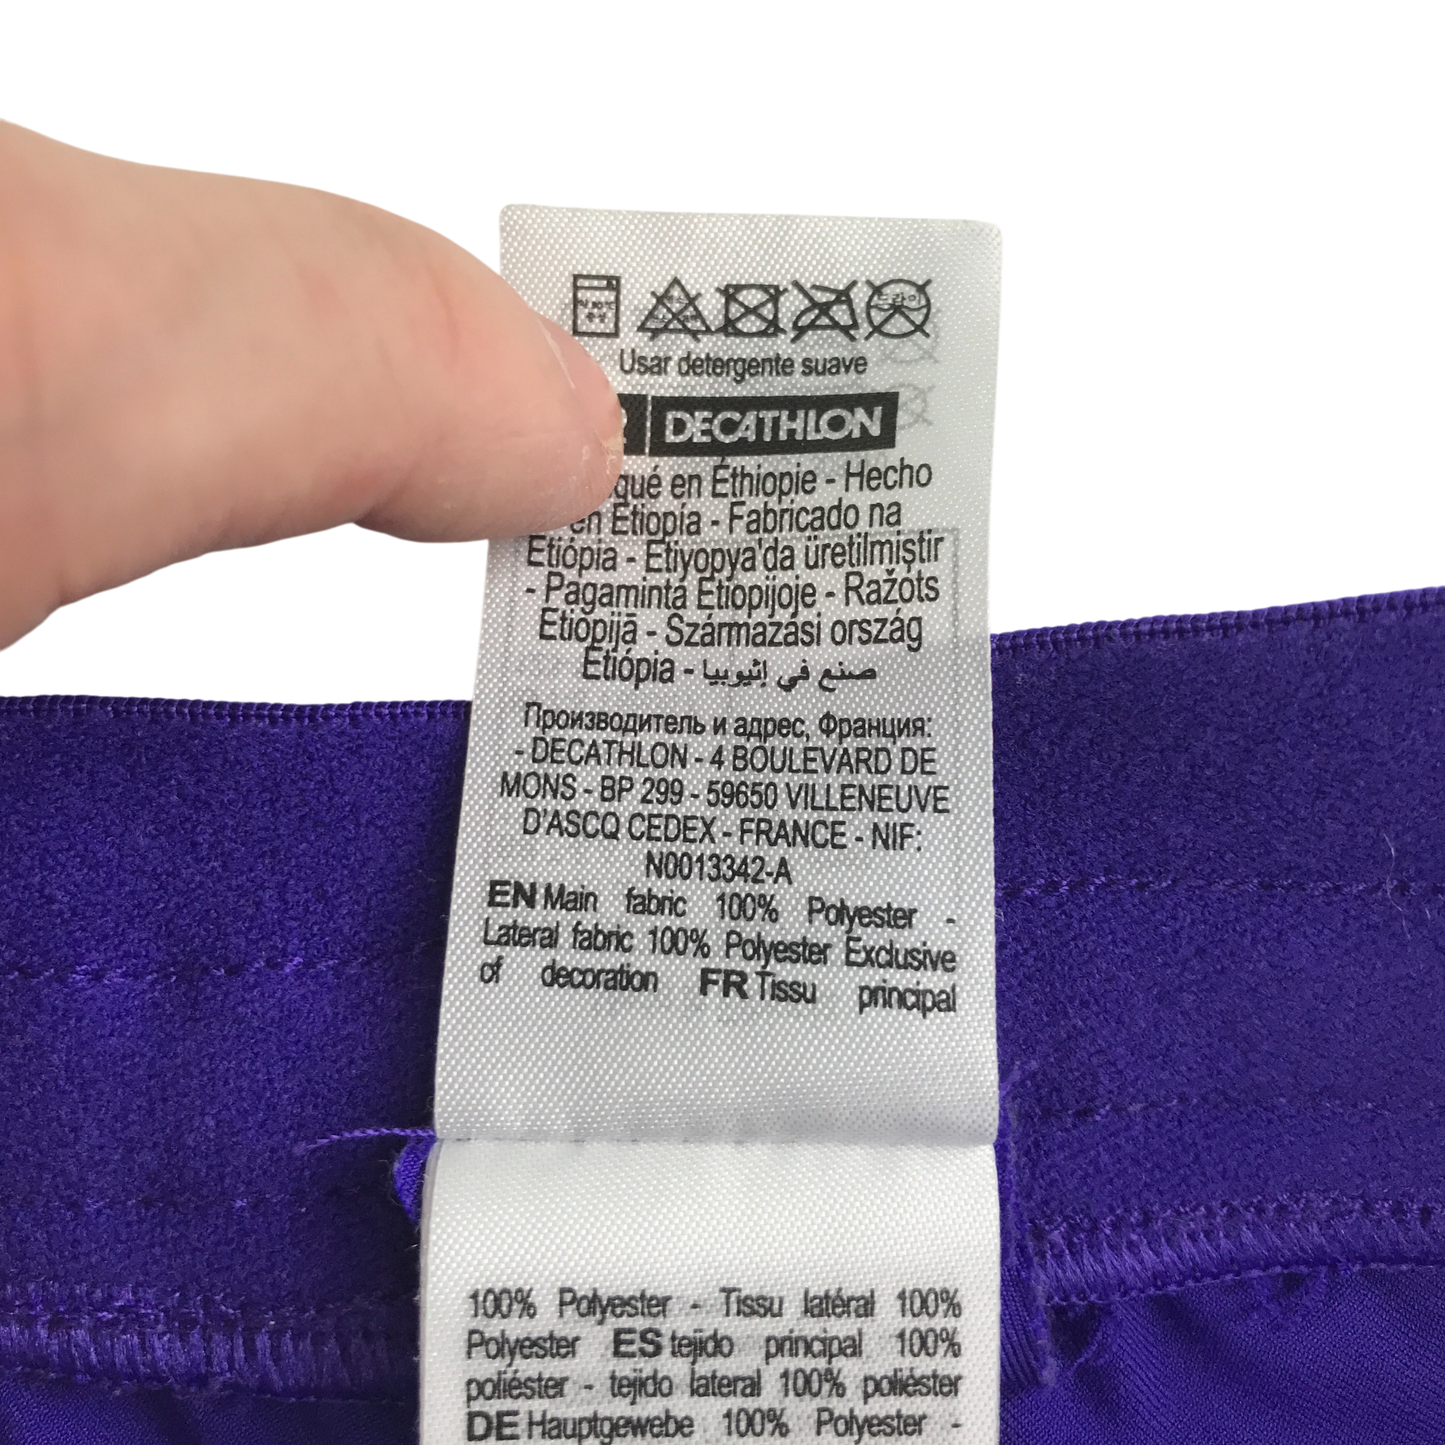 드라이
Usar detergente suave
DECATHLON
en Éthiopie - Hecho
en Etiopía - Fabricado na
Etiópia - Etiyopya'da üretilmiştir
- Pagaminta Etiopijoje - Ražots
Etiopijā - Származási ország
Etiópia - صنع في إثيوبيا
Производитель и адрес, Франция:
- DECATHLON - 4 BOULEVARD DE
MONS - BP 299 - 59650 VILLENEUVE
D'ASCQ CEDEX - FRANCE - NIF:
N0013342-A
EN Main fabric 100% Polyester -
Lateral fabric 100% Polyester Exclusive
of decoration FR Tissu principal
100% Polyester - Tissu latéral 100%
Polyester ES tejido principal 100%
poliéster - tejido lateral 100% poliéster
DE Hauptgewebe 100% Polyester -